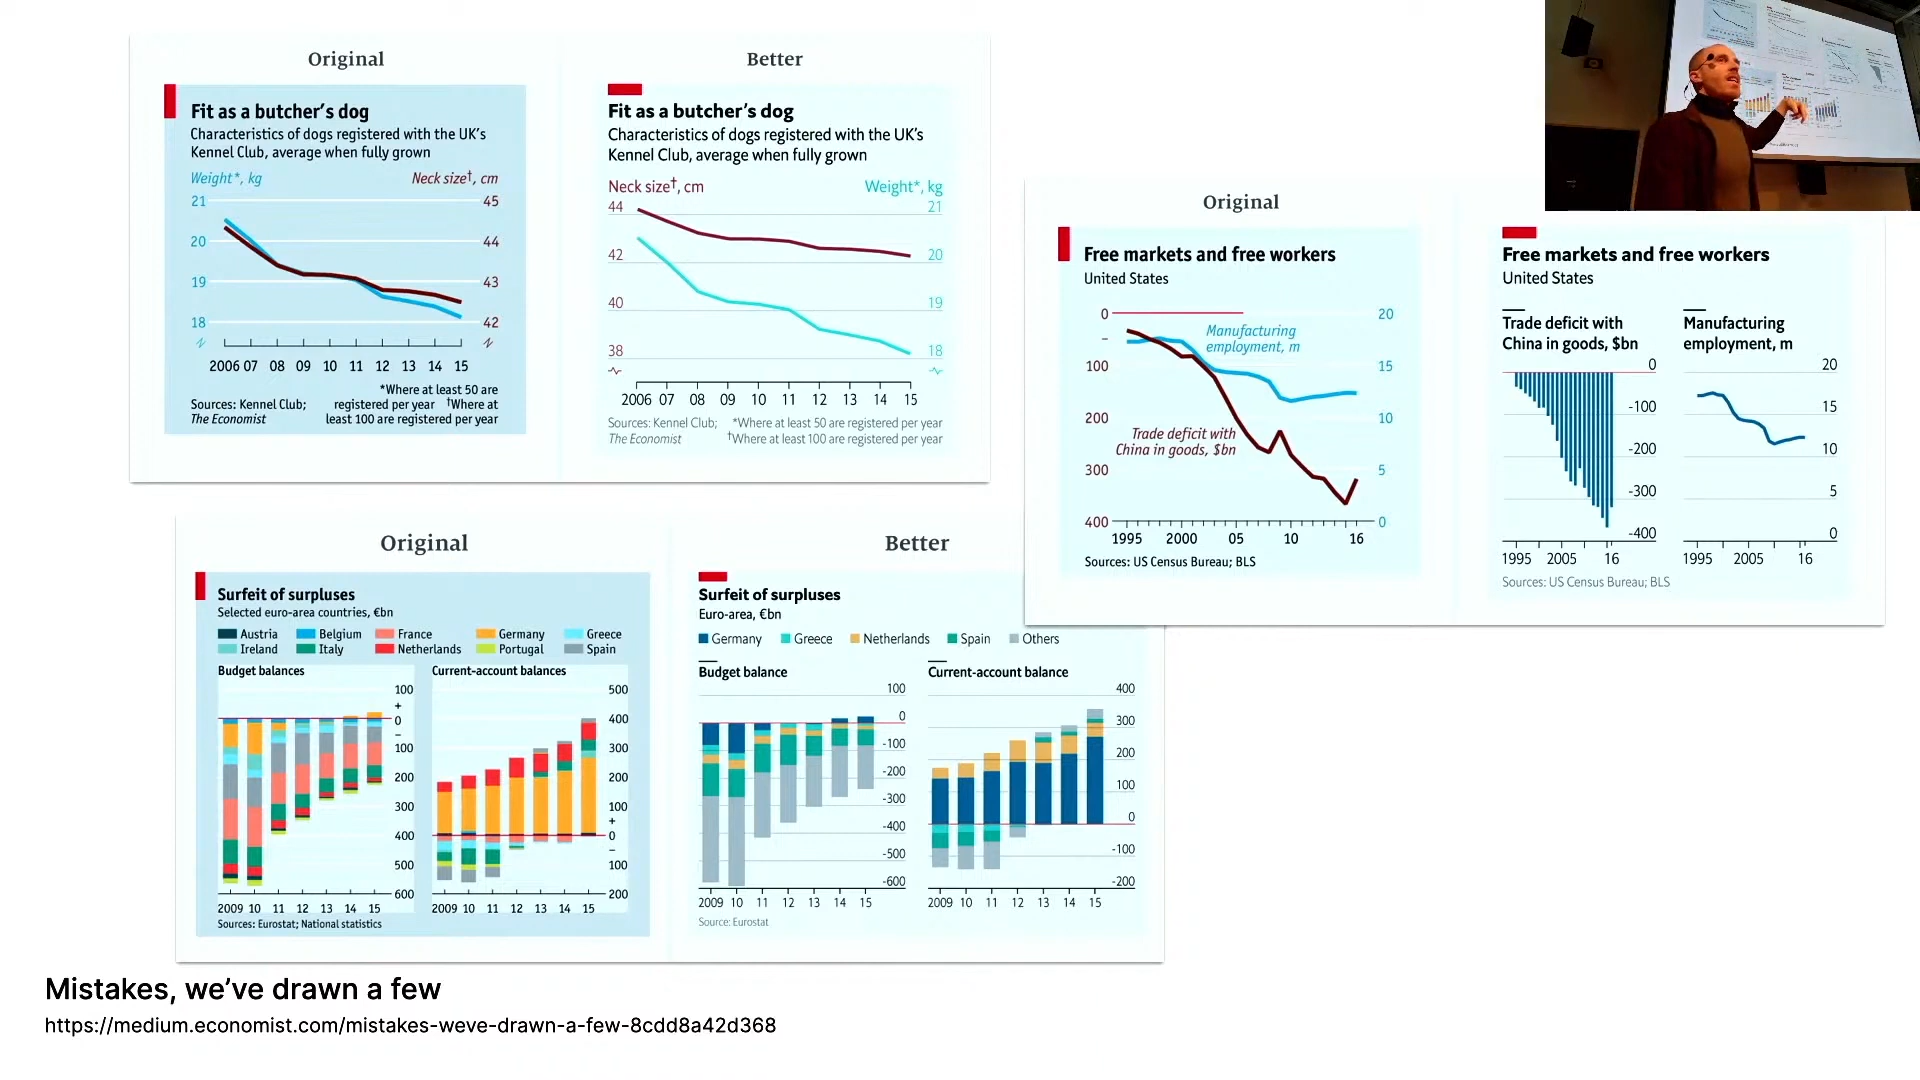 Original
Better
Fit as a butcher's dog
Characteristics of dogs registered with the UK's
Kennel Club, average when fully grown
Weight*, kg
Neck size†, cm
21
45
20
44
19
43
18
42
2006 07 08 09 10 11 12 13 14 15
*Where at least 50 are
Sources: Kennel Club; registered per year †Where at
The Economist least 100 are registered per year
Fit as a butcher's dog
Characteristics of dogs registered with the UK's
Kennel Club, average when fully grown
Neck size†, cm
Weight*, kg
44
21
42
20
40
19
38
18
2006 07 08 09 10 11 12 13 14 15
Sources: Kennel Club; *Where at least 50 are registered per year
The Economist †Where at least 100 are registered per year
Original
Free markets and free workers
United States
0
20
–
Manufacturing
employment, m
100
15
200
10
Trade deficit with
China in goods, $bn
300
5
400
0
1995 2000 05 10 16
Sources: US Census Bureau; BLS
Free markets and free workers
United States
Trade deficit with
China in goods, $bn
0
-100
-200
-300
-400
1995 2005 16
Manufacturing
employment, m
20
15
10
5
0
1995 2005 16
Sources: US Census Bureau; BLS
Original
Better
Surfeit of surpluses
Selected euro-area countries, €bn
Austria Belgium France Germany Greece
Ireland Italy Netherlands Portugal Spain
Budget balances
100
+
0
–
100
200
300
400
500
600
2009 10 11 12 13 14 15
Current-account balances
500
400
300
200
100
+
0
–
100
200
2009 10 11 12 13 14 15
Sources: Eurostat; National statistics
Surfeit of surpluses
Euro-area, €bn
Germany Greece Netherlands Spain Others
Budget balance
100
0
-100
-200
-300
-400
-500
-600
2009 10 11 12 13 14 15
Current-account balance
400
300
200
100
0
-100
-200
2009 10 11 12 13 14 15
Source: Eurostat
Mistakes, we've drawn a few
https://medium.economist.com/mistakes-weve-drawn-a-few-8cdd8a42d368